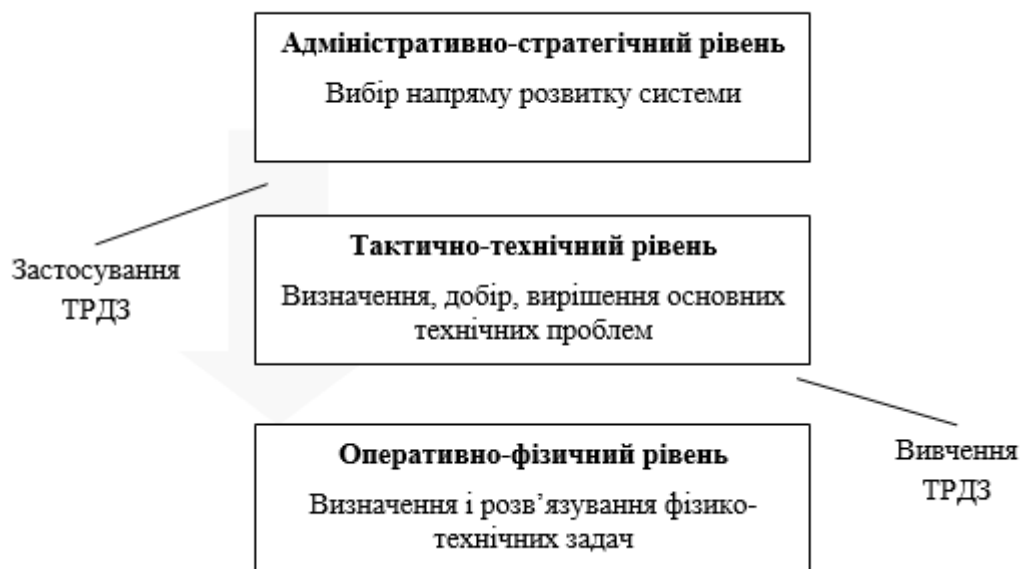 Адміністративно-стратегічний рівень
Вибір напряму розвитку системи
Застосування
ТРДЗ
Тактично-технічний рівень
Визначення, добір, вирішення основних
технічних проблем
Оперативно-фізичний рівень
Визначення і розв’язування фізико-
технічних задач
Вивчення
ТРДЗ